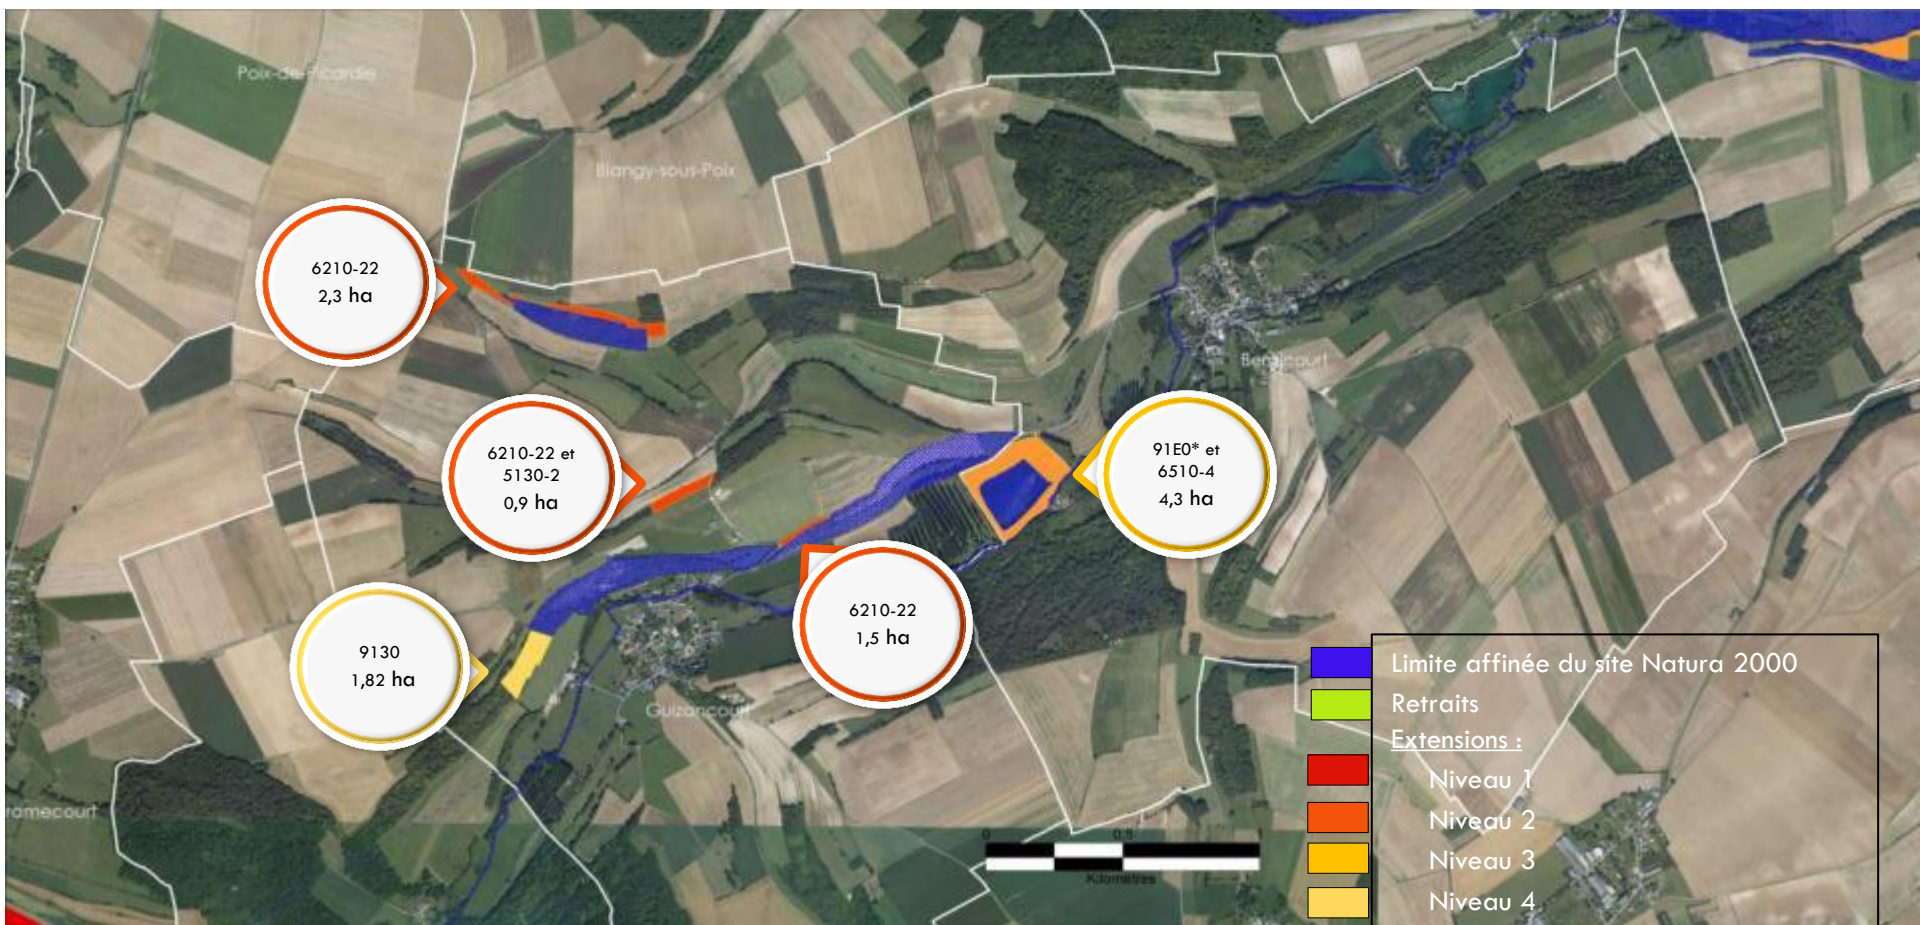 Poix-de-Picardie
Blangy-sous-Poix
6210-22
2,3 ha
Bergicourt
6210-22 et
5130-2
0,9 ha
91E0* et
6510-4
4,3 ha
6210-22
1,5 ha
9130
1,82 ha
Guizancourt
ramecourt
Limite affinée du site Natura 2000
Retraits
Extensions :
Niveau 1
Niveau 2
Niveau 3
Niveau 4
0 0,5 1
Kilomètres